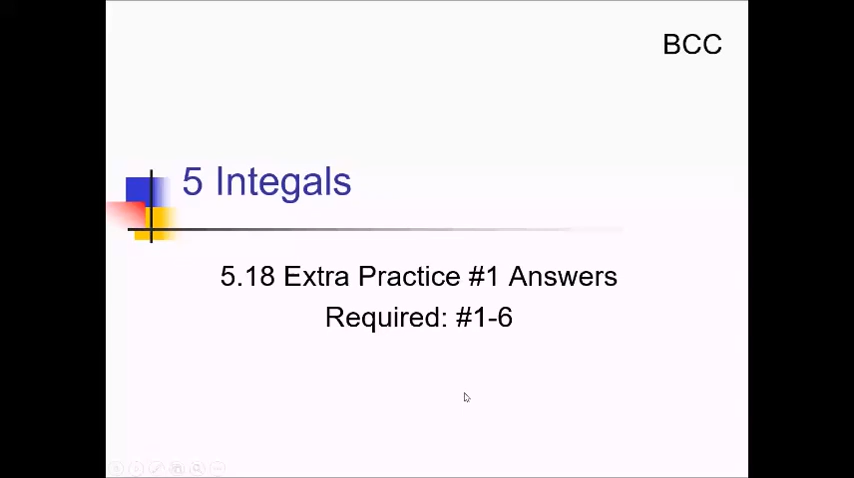 BCC
5 Integals
5.18 Extra Practice #1 Answers
Required: #1-6